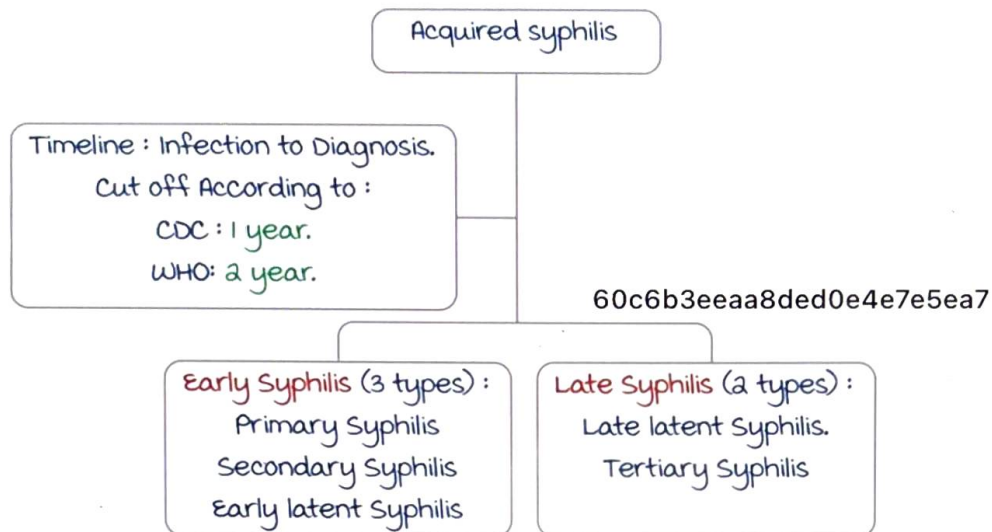 Acquired syphilis
Timeline : Infection to Diagnosis.
Cut off According to :
CDC : 1 year.
WHO: 2 year.
60c6b3eeaa8ded0e4e7e5ea7
Early Syphilis (3 types) :
Primary Syphilis
Secondary Syphilis
Early latent Syphilis
Late Syphilis (2 types) :
Late latent Syphilis.
Tertiary Syphilis